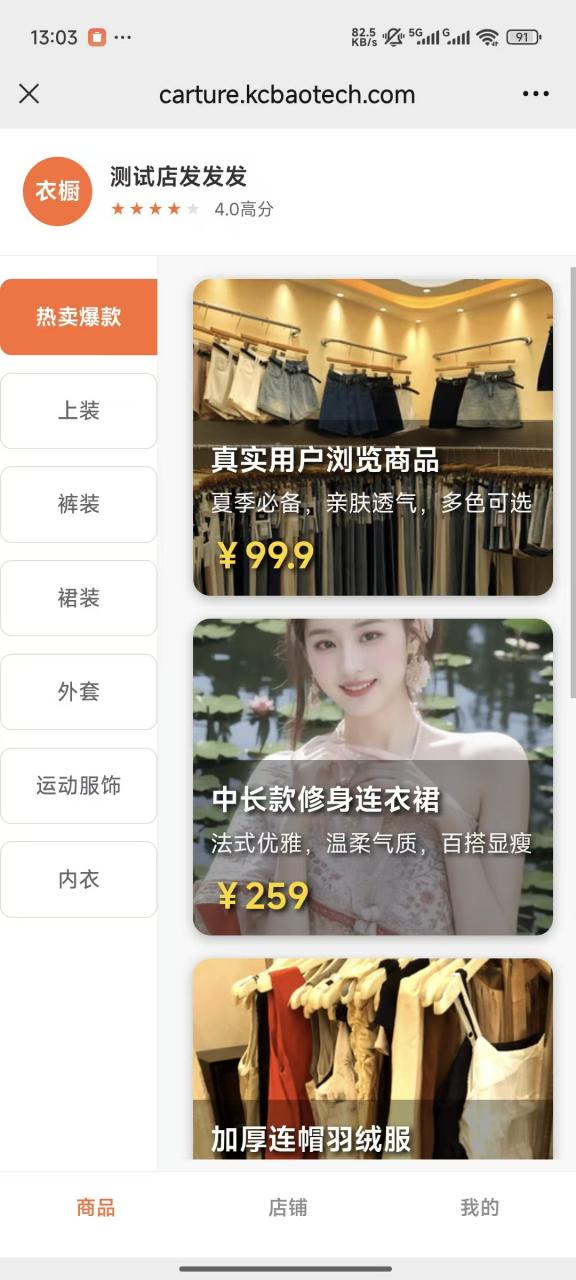 13:03
82.5 KB/s 5G G 91
carture.kcbaotech.com
衣橱
测试店发发发
4.0高分
热卖爆款
上装
裤装
裙装
外套
运动服饰
内衣
真实用户浏览商品
夏季必备，亲肤透气，多色可选
￥99.9
中长款修身连衣裙
法式优雅，温柔气质，百搭显瘦
￥259
加厚连帽羽绒服
商品
店铺
我的